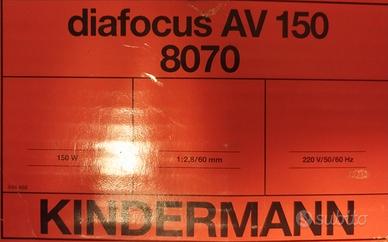 diafocus AV 150
8070
150 W
1:2,8/60 mm
220 V/50/60 Hz
KINDERMANN
subito